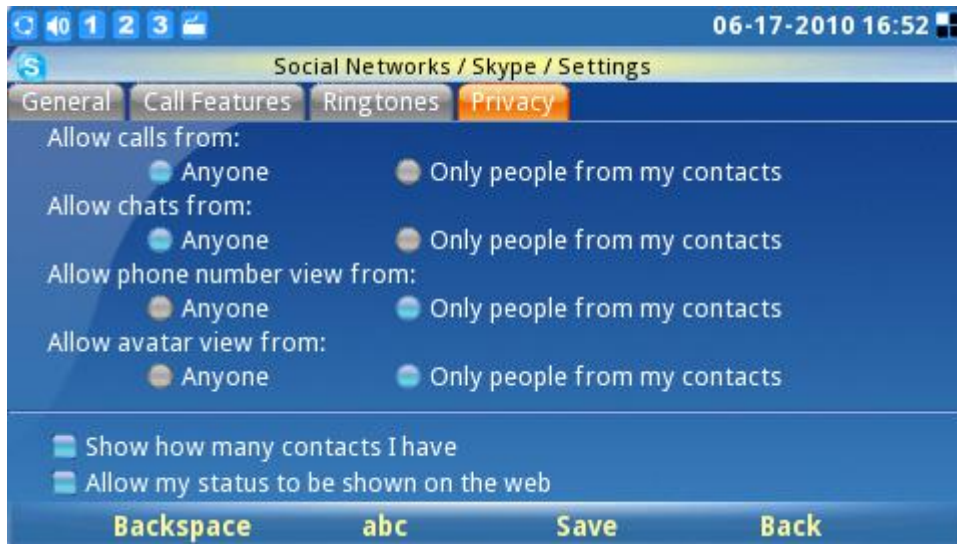 1 2 3 06-17-2010 16:52
S Social Networks / Skype / Settings
General Call Features Ringtones Privacy
Allow calls from:
Anyone Only people from my contacts
Allow chats from:
Anyone Only people from my contacts
Allow phone number view from:
Anyone Only people from my contacts
Allow avatar view from:
Anyone Only people from my contacts
Show how many contacts I have
Allow my status to be shown on the web
Backspace abc Save Back